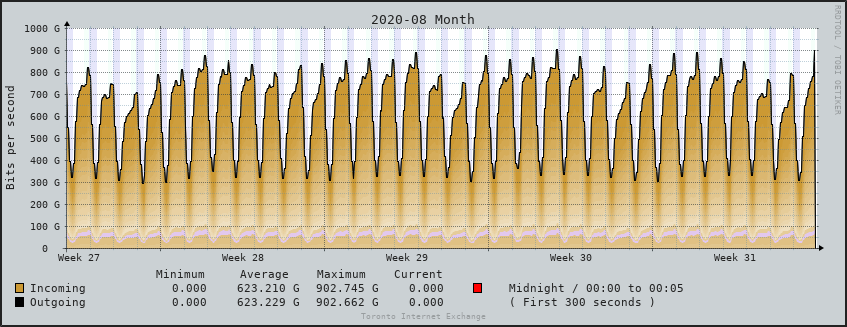 2020-08 Month
RRDTOOL / TOBI OETIKER
Bits per second
1000 G
900 G
800 G
700 G
600 G
500 G
400 G
300 G
200 G
100 G
0
Week 27 Week 28 Week 29 Week 30 Week 31
Minimum Average Maximum Current
Incoming 0.000 623.210 G 902.745 G 0.000 Midnight / 00:00 to 00:05
Outgoing 0.000 623.229 G 902.662 G 0.000 ( First 300 seconds )
Toronto Internet Exchange